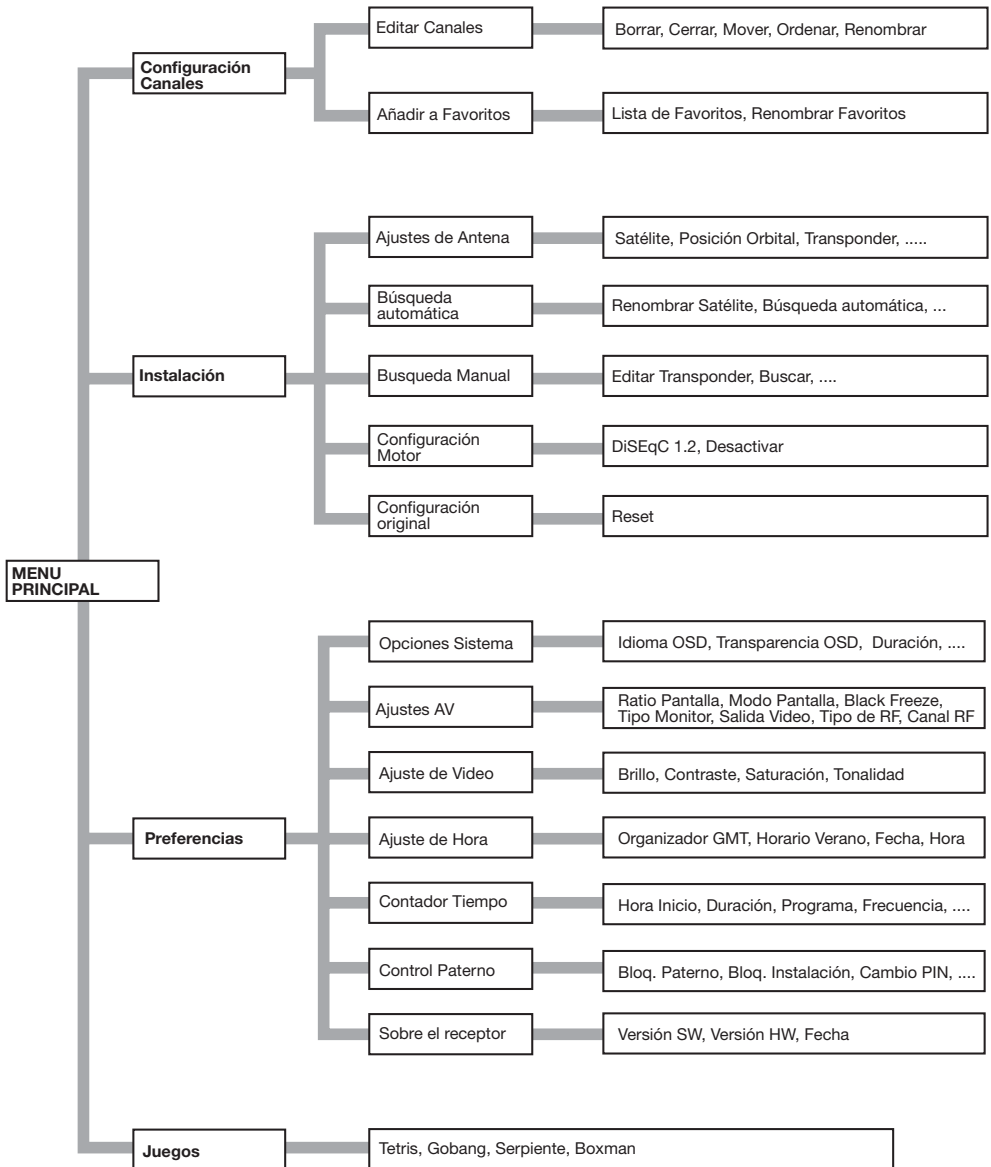 Editar Canales
Borrar, Cerrar, Mover, Ordenar, Renombrar
Configuración
Canales
Añadir a Favoritos
Lista de Favoritos, Renombrar Favoritos
Ajustes de Antena
Satélite, Posición Orbital, Transponder, .....
Búsqueda
automática
Renombrar Satélite, Búsqueda automática, ...
Instalación
Busqueda Manual
Editar Transponder, Buscar, ....
Configuración
Motor
DiSEqC 1.2, Desactivar
Configuración
original
Reset
MENU
PRINCIPAL
Opciones Sistema
Idioma OSD, Transparencia OSD, Duración, ....
Ajustes AV
Ratio Pantalla, Modo Pantalla, Black Freeze,
Tipo Monitor, Salida Video, Tipo de RF, Canal RF
Ajuste de Video
Brillo, Contraste, Saturación, Tonalidad
Preferencias
Ajuste de Hora
Organizador GMT, Horario Verano, Fecha, Hora
Contador Tiempo
Hora Inicio, Duración, Programa, Frecuencia, ....
Control Paterno
Bloq. Paterno, Bloq. Instalación, Cambio PIN, ....
Sobre el receptor
Versión SW, Versión HW, Fecha
Juegos
Tetris, Gobang, Serpiente, Boxman